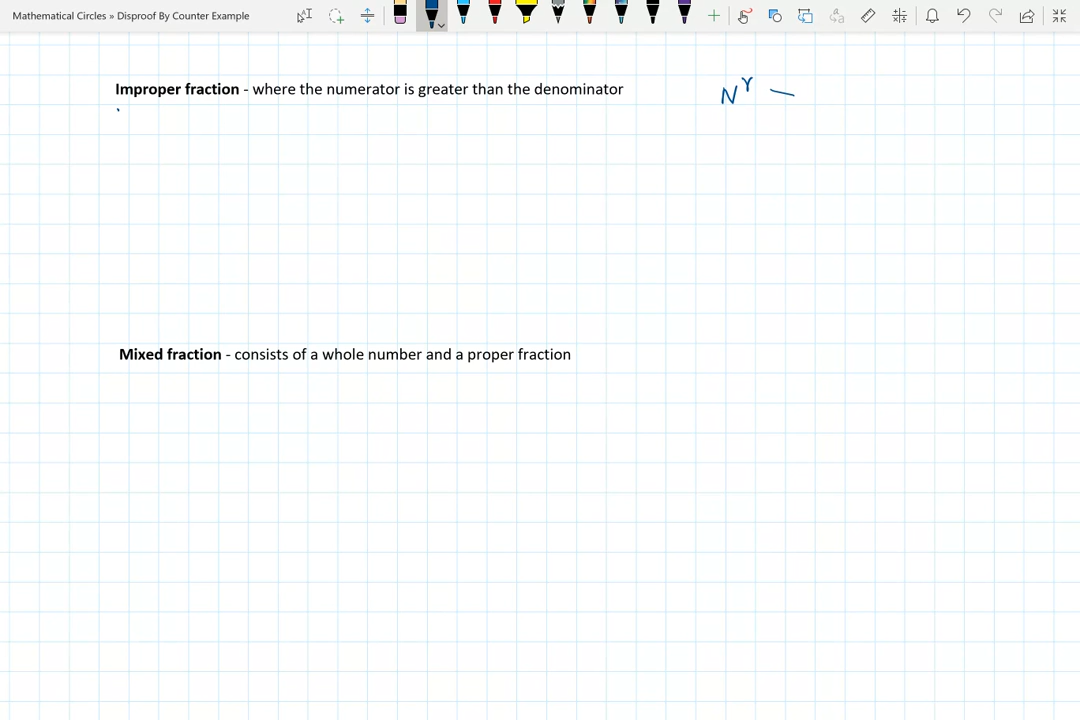 Mathematical Circles » Disproof By Counter Example
Improper fraction - where the numerator is greater than the denominator
Nʳ —
Mixed fraction - consists of a whole number and a proper fraction